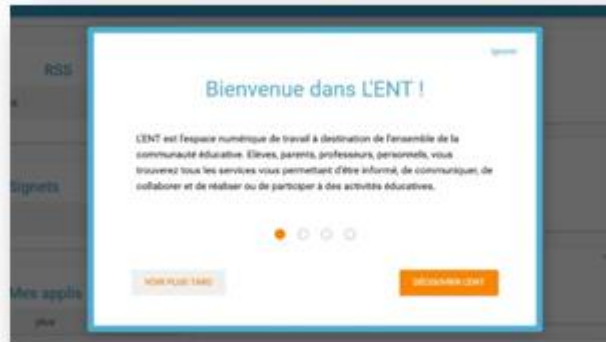 Ignorer
RSS
Bienvenue dans L'ENT !
L'ENT est l'espace numérique de travail à destination de l'ensemble de la
communauté éducative. Elèves, parents, professeurs, personnels, vous
trouverez tous les services vous permettant d'être informé, de communiquer, de
collaborer et de réaliser ou de participer à des activités éducatives.
Signets
VOIR PLUS TARD
DÉCOUVRIR L'ENT
Mes applis
plus